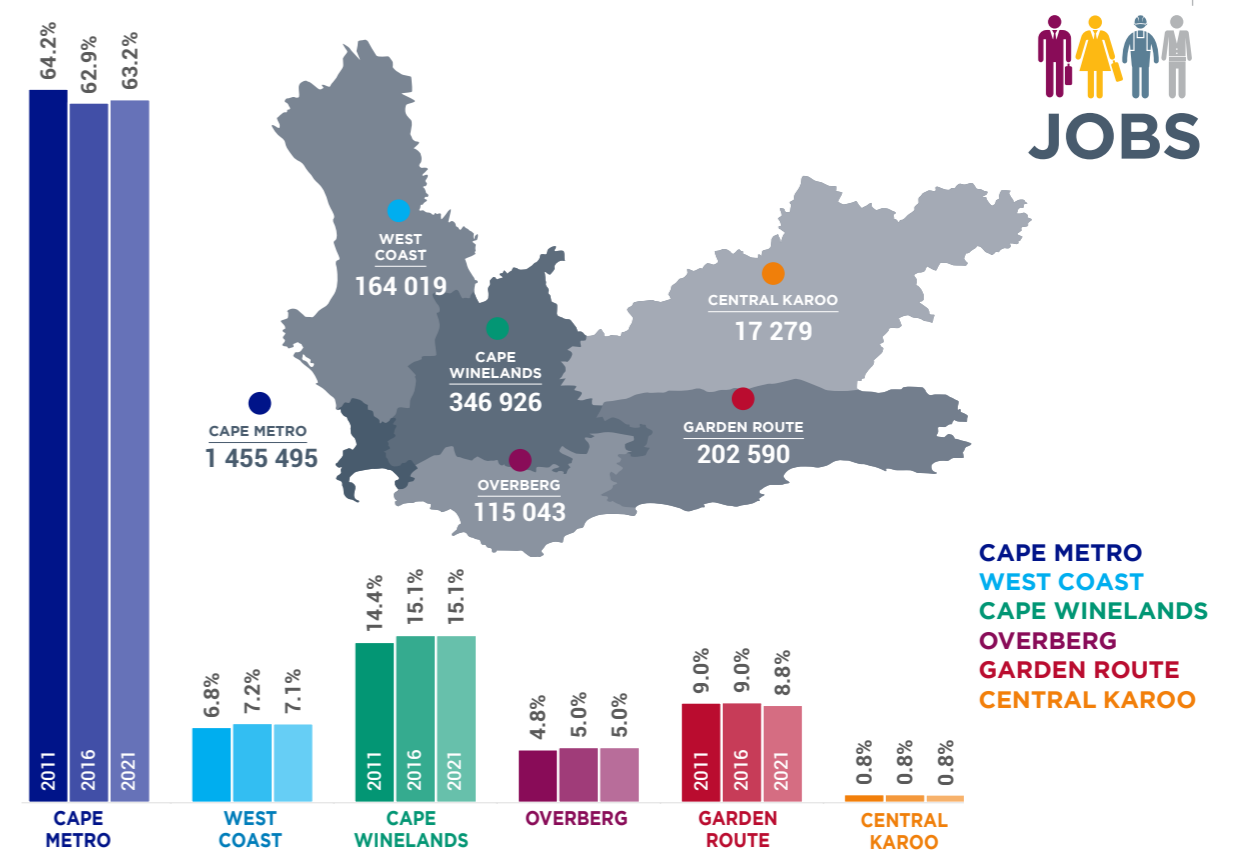 JOBS
WEST
COAST
164 019
CENTRAL KAROO
17 279
CAPE
WINELANDS
346 926
CAPE METRO
1 455 495
GARDEN ROUTE
202 590
OVERBERG
115 043
CAPE METRO
WEST COAST
CAPE WINELANDS
OVERBERG
GARDEN ROUTE
CENTRAL KAROO
64.2%
62.9%
63.2%
2011
2016
2021
CAPE
METRO
6.8%
7.2%
7.1%
WEST
COAST
14.4%
15.1%
15.1%
2011
2016
2021
CAPE
WINELANDS
4.8%
5.0%
5.0%
OVERBERG
9.0%
9.0%
8.8%
2011
2016
2021
GARDEN
ROUTE
0.8%
0.8%
0.8%
CENTRAL
KAROO